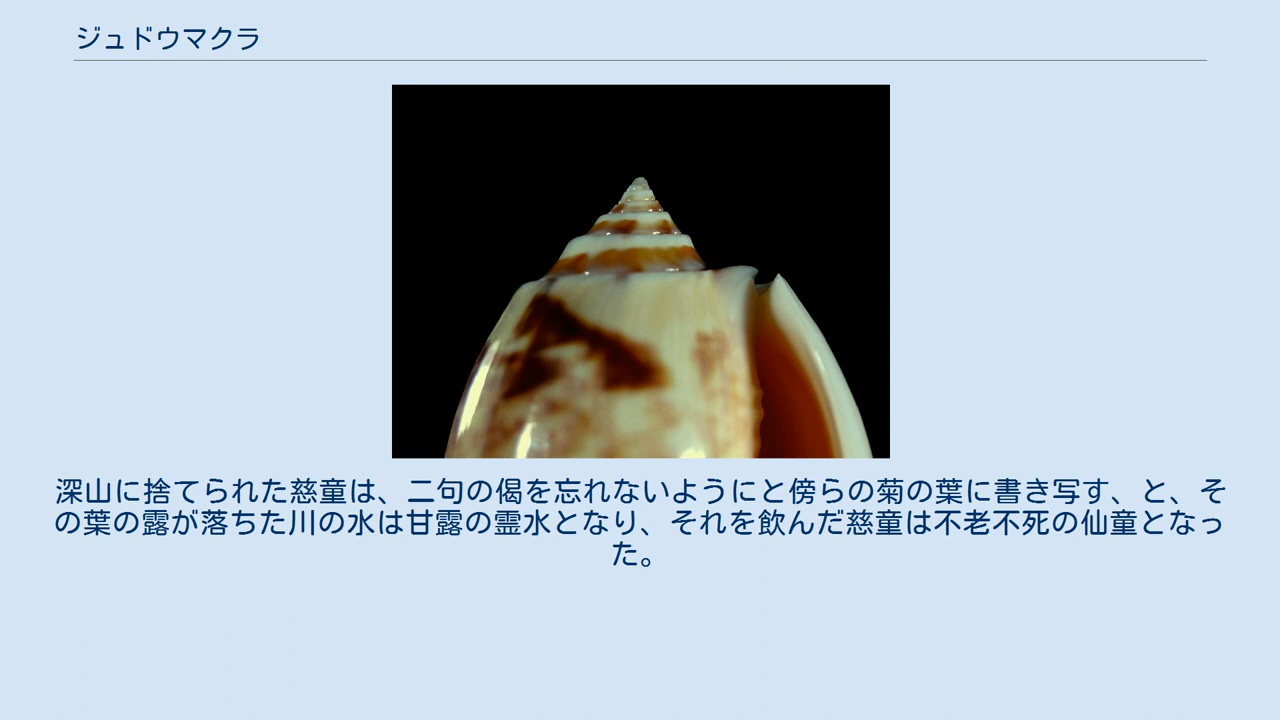 ジュドウマクラ
深山に捨てられた慈童は、二句の偈を忘れないようにと傍らの菊の葉に書き写す、と、そ
の葉の露が落ちた川の水は甘露の霊水となり、それを飲んだ慈童は不老不死の仙童となっ
た。